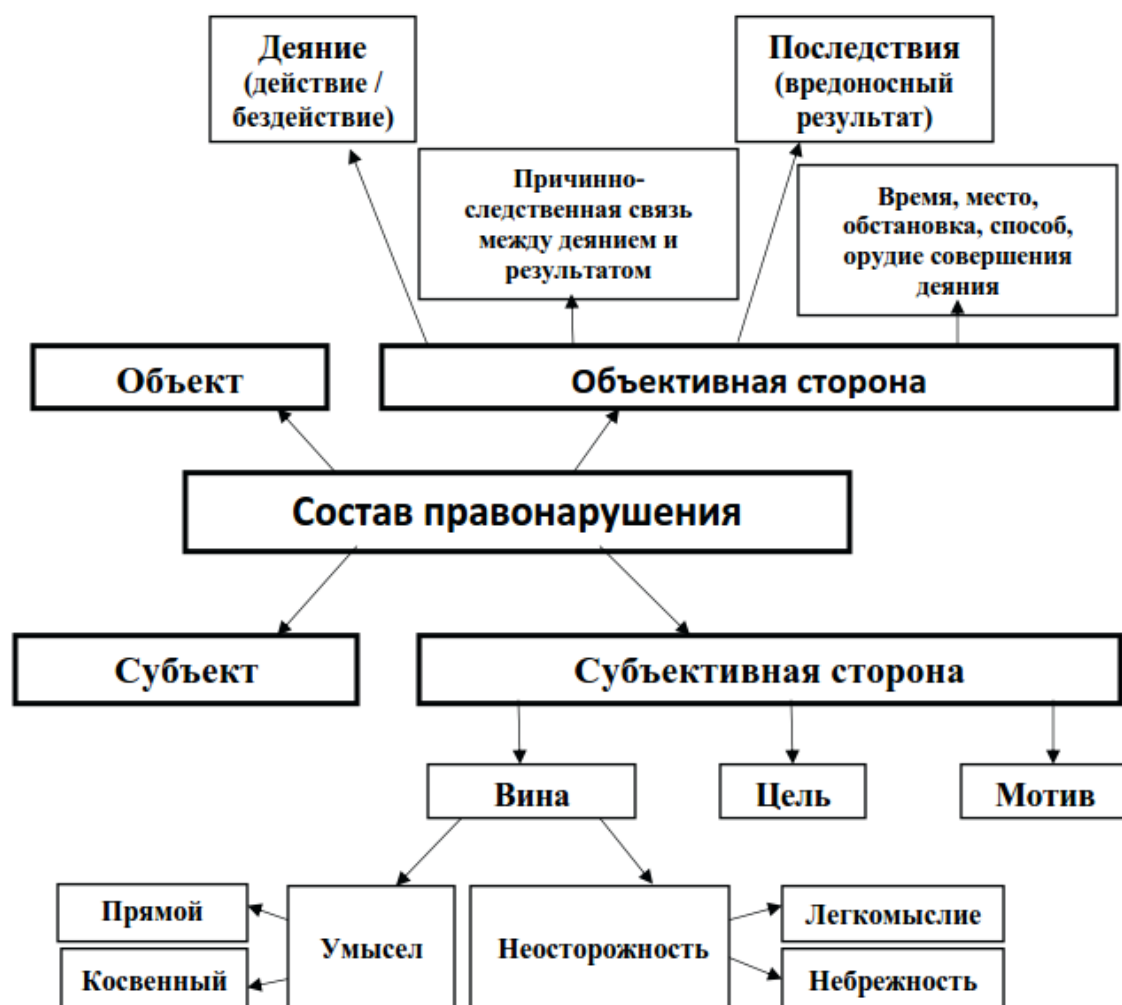 Деяние
(действие /
бездействие)
Последствия
(вредоносный
результат)
Причинно-
следственная связь
между деянием и
результатом
Время, место,
обстановка, способ,
орудие совершения
деяния
Объект
Объективная сторона
Состав правонарушения
Субъект
Субъективная сторона
Вина
Цель
Мотив
Прямой
Косвенный
Умысел
Неосторожность
Легкомыслие
Небрежность